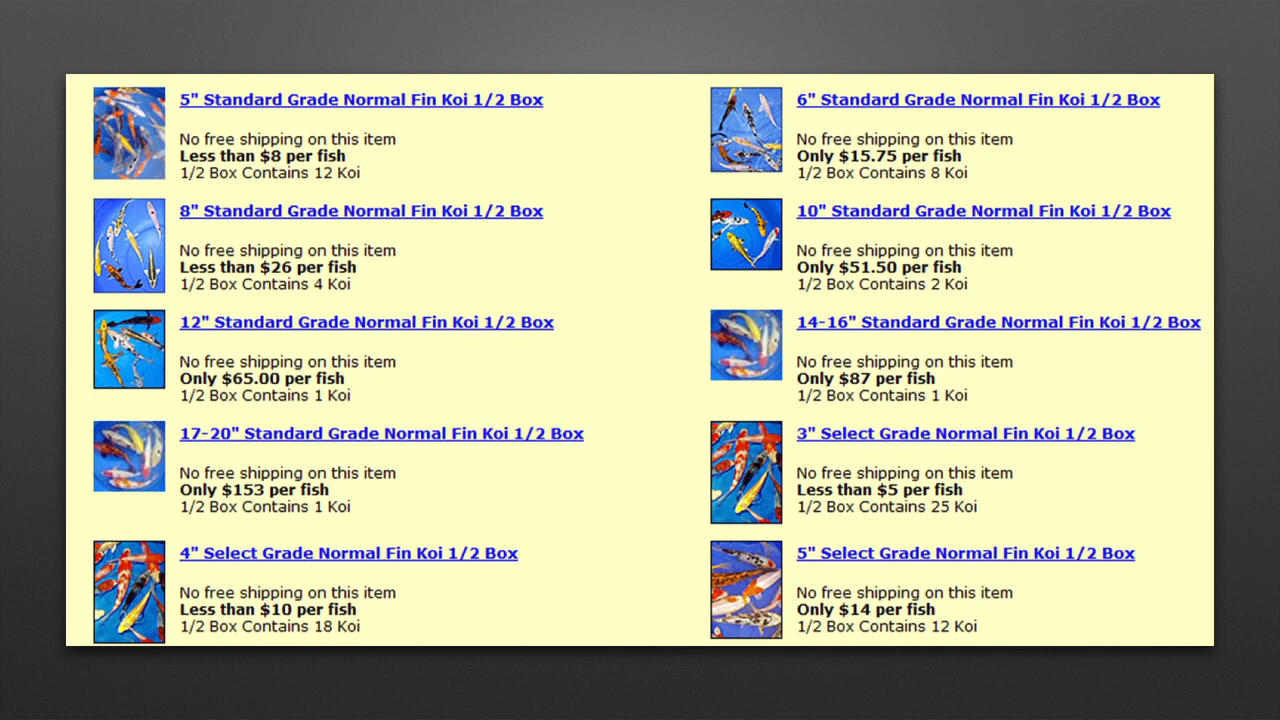 5" Standard Grade Normal Fin Koi 1/2 Box
No free shipping on this item
Less than $8 per fish
1/2 Box Contains 12 Koi
6" Standard Grade Normal Fin Koi 1/2 Box
No free shipping on this item
Only $15.75 per fish
1/2 Box Contains 8 Koi
8" Standard Grade Normal Fin Koi 1/2 Box
No free shipping on this item
Less than $26 per fish
1/2 Box Contains 4 Koi
10" Standard Grade Normal Fin Koi 1/2 Box
No free shipping on this item
Only $51.50 per fish
1/2 Box Contains 2 Koi
12" Standard Grade Normal Fin Koi 1/2 Box
No free shipping on this item
Only $65.00 per fish
1/2 Box Contains 1 Koi
14-16" Standard Grade Normal Fin Koi 1/2 Box
No free shipping on this item
Only $87 per fish
1/2 Box Contains 1 Koi
17-20" Standard Grade Normal Fin Koi 1/2 Box
No free shipping on this item
Only $153 per fish
1/2 Box Contains 1 Koi
3" Select Grade Normal Fin Koi 1/2 Box
No free shipping on this item
Less than $5 per fish
1/2 Box Contains 25 Koi
4" Select Grade Normal Fin Koi 1/2 Box
No free shipping on this item
Less than $10 per fish
1/2 Box Contains 18 Koi
5" Select Grade Normal Fin Koi 1/2 Box
No free shipping on this item
Only $14 per fish
1/2 Box Contains 12 Koi